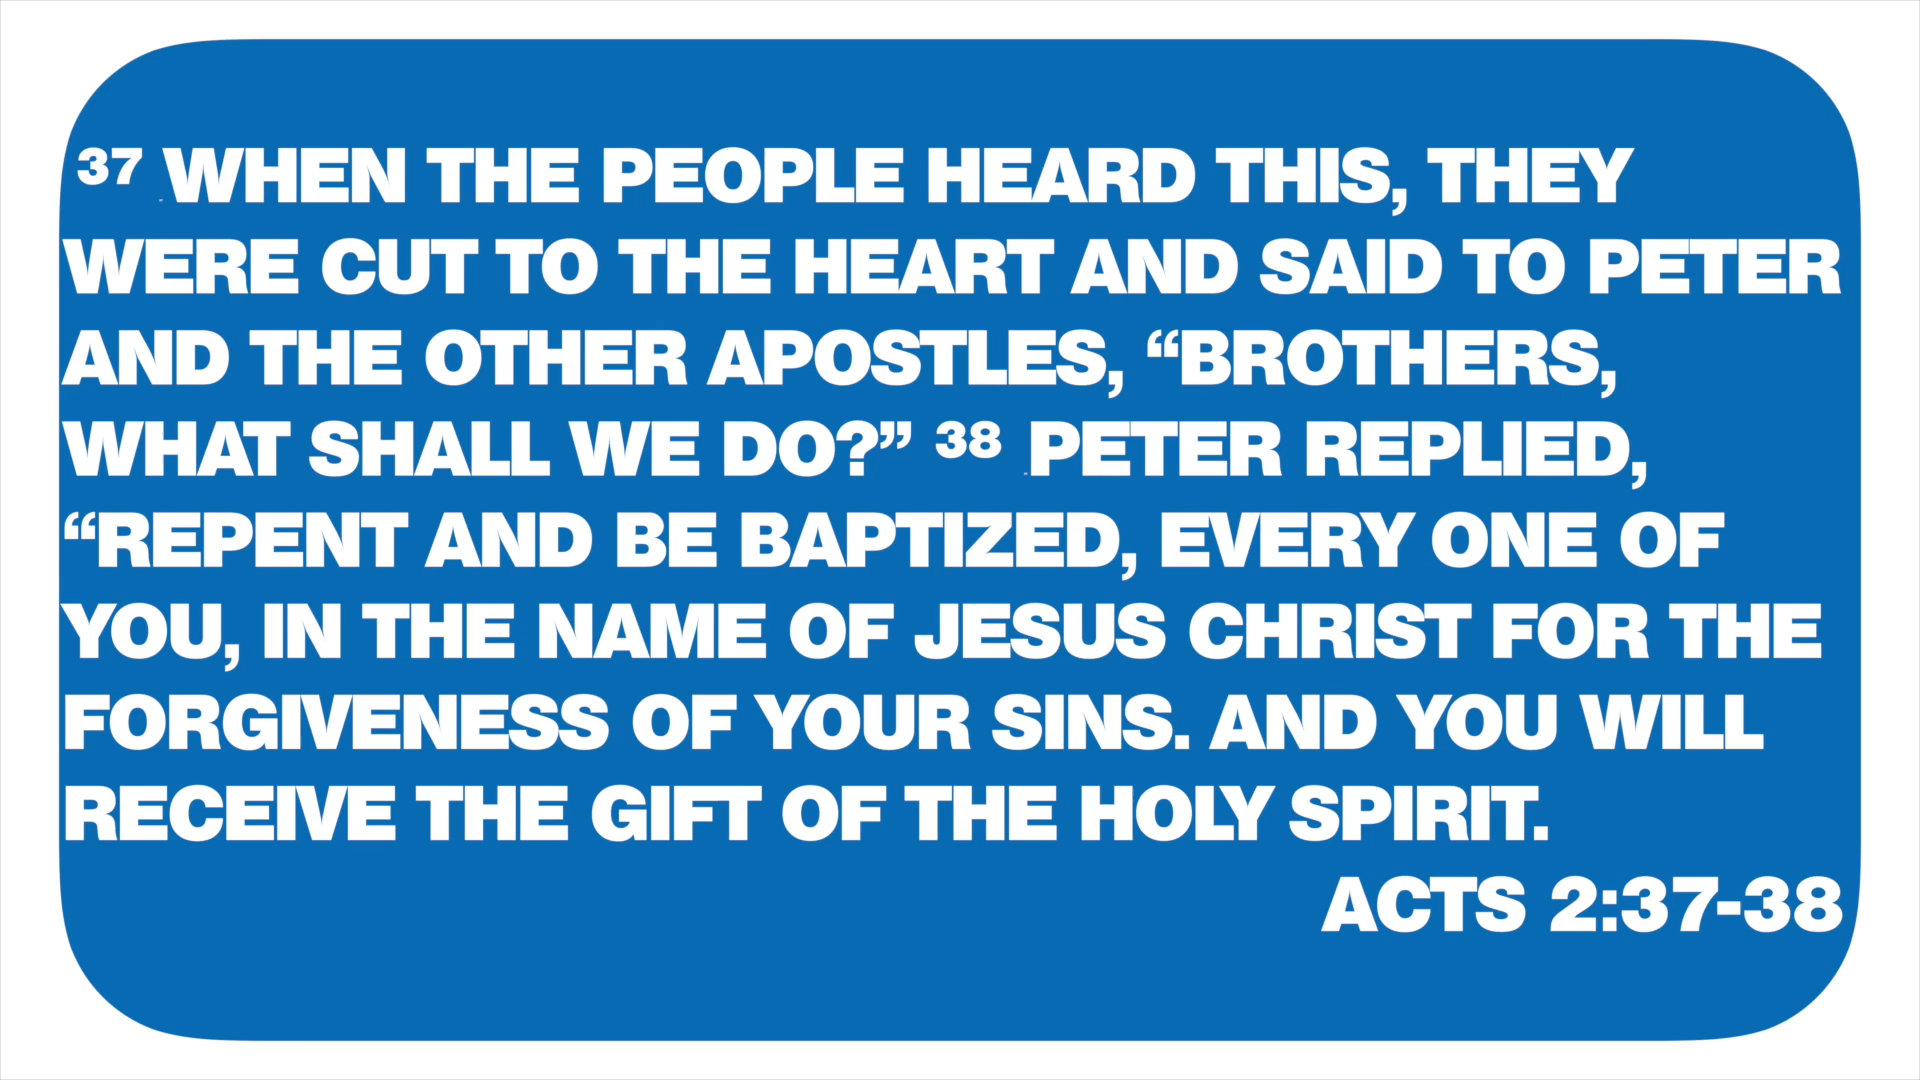 ³⁷ WHEN THE PEOPLE HEARD THIS, THEY
WERE CUT TO THE HEART AND SAID TO PETER
AND THE OTHER APOSTLES, “BROTHERS,
WHAT SHALL WE DO?” ³⁸ PETER REPLIED,
“REPENT AND BE BAPTIZED, EVERY ONE OF
YOU, IN THE NAME OF JESUS CHRIST FOR THE
FORGIVENESS OF YOUR SINS. AND YOU WILL
RECEIVE THE GIFT OF THE HOLY SPIRIT.
ACTS 2:37-38